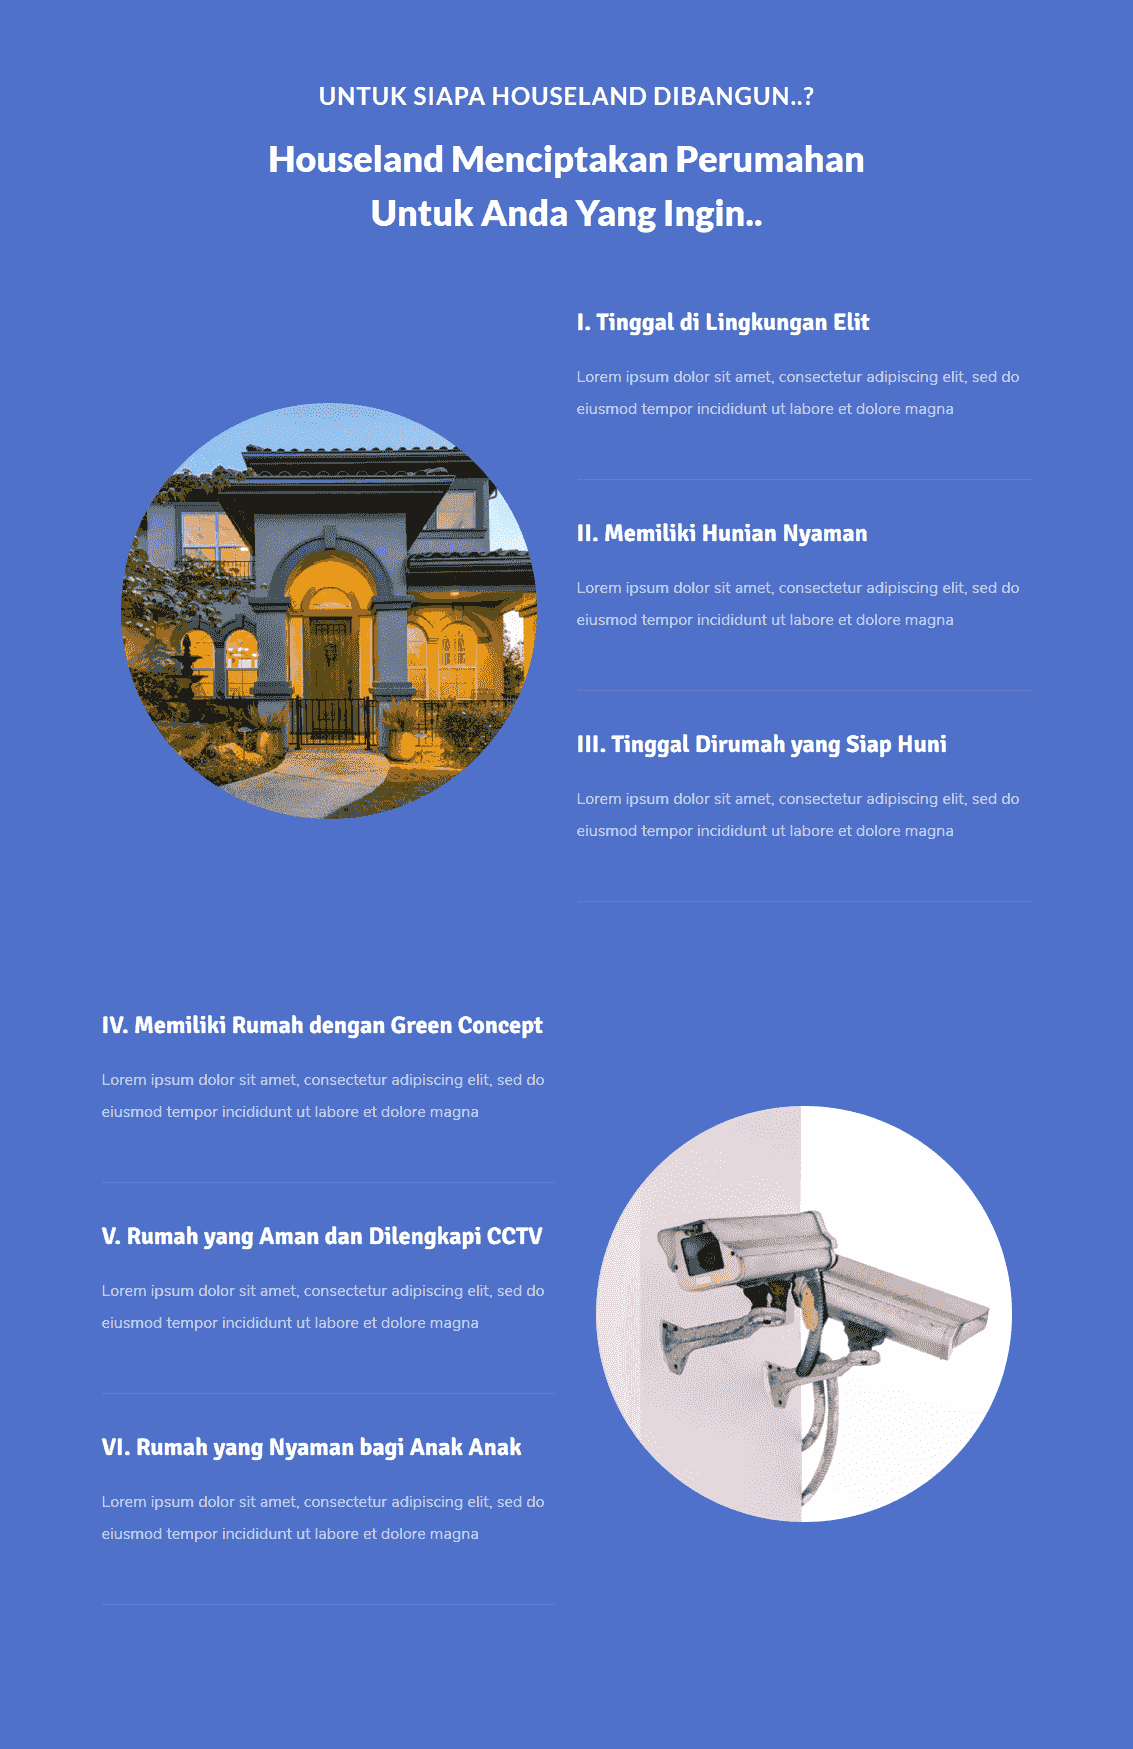 UNTUK SIAPA HOUSELAND DIBANGUN..?
Houseland Menciptakan Perumahan
Untuk Anda Yang Ingin..
I. Tinggal di Lingkungan Elit
Lorem ipsum dolor sit amet, consectetur adipiscing elit, sed do
eiusmod tempor incididunt ut labore et dolore magna
II. Memiliki Hunian Nyaman
Lorem ipsum dolor sit amet, consectetur adipiscing elit, sed do
eiusmod tempor incididunt ut labore et dolore magna
III. Tinggal Dirumah yang Siap Huni
Lorem ipsum dolor sit amet, consectetur adipiscing elit, sed do
eiusmod tempor incididunt ut labore et dolore magna
IV. Memiliki Rumah dengan Green Concept
Lorem ipsum dolor sit amet, consectetur adipiscing elit, sed do
eiusmod tempor incididunt ut labore et dolore magna
V. Rumah yang Aman dan Dilengkapi CCTV
Lorem ipsum dolor sit amet, consectetur adipiscing elit, sed do
eiusmod tempor incididunt ut labore et dolore magna
VI. Rumah yang Nyaman bagi Anak Anak
Lorem ipsum dolor sit amet, consectetur adipiscing elit, sed do
eiusmod tempor incididunt ut labore et dolore magna